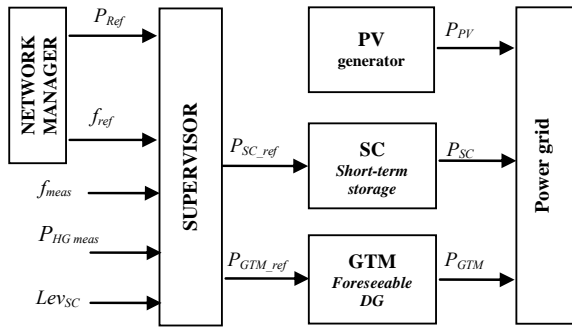 NETWORK
MANAGER
P_Ref
f_ref
f_meas
P_HG meas
Lev_SC
SUPERVISOR
P_SC_ref
P_GTM_ref
PV
generator
SC
Short-term
storage
GTM
Foreseeable
DG
P_PV
P_SC
P_GTM
Power grid